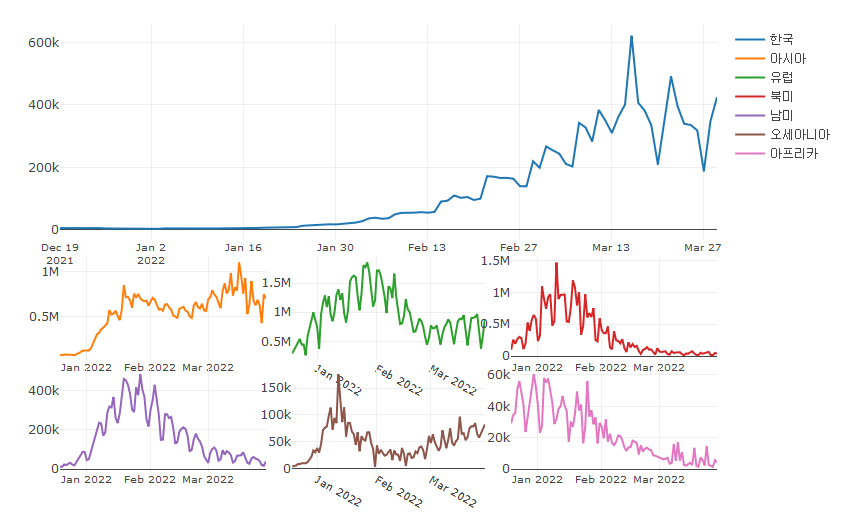 600k
400k
200k
0
Dec 19
2021
Jan 2
2022
Jan 16
Jan 30
Feb 13
Feb 27
Mar 13
Mar 27
한국
아시아
유럽
북미
남미
오세아니아
아프리카
1M
0.5M
Jan 2022 Feb 2022 Mar 2022
1.5M
1M
0.5M
Jan 2022
Feb 2022
Mar 2022
1.5M
1M
0.5M
0
Jan 2022 Feb 2022 Mar 2022
400k
200k
0
Jan 2022 Feb 2022 Mar 2022
150k
100k
50k
0
Jan 2022
Feb 2022
Mar 2022
60k
40k
20k
0
Jan 2022 Feb 2022 Mar 2022